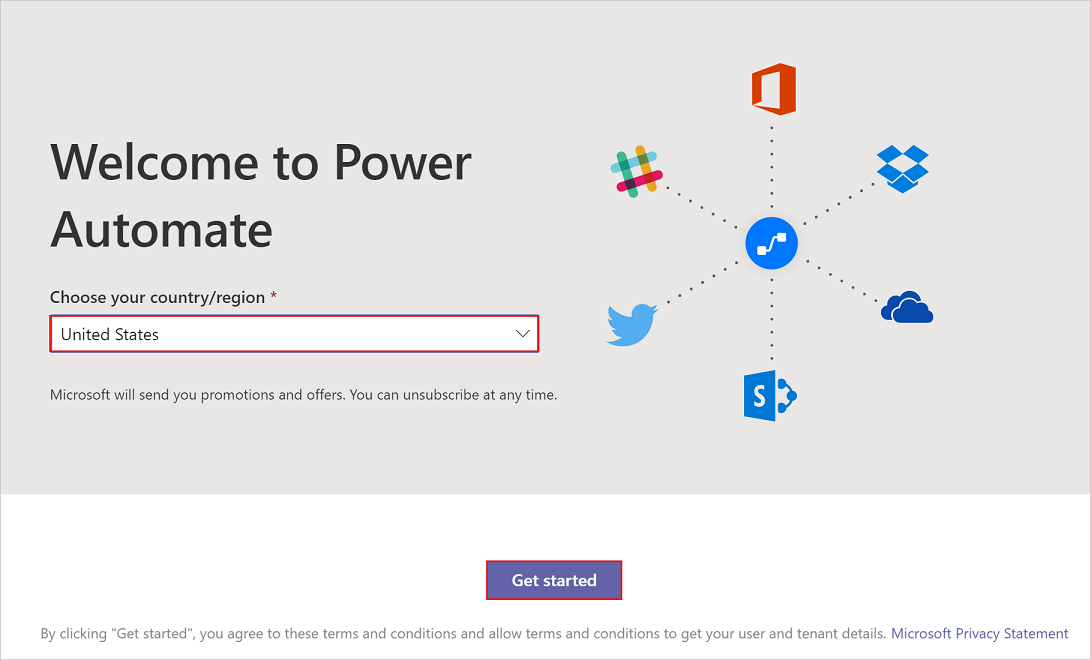 Welcome to Power
Automate
Choose your country/region *
United States
Microsoft will send you promotions and offers. You can unsubscribe at any time.
S
Get started
By clicking "Get started", you agree to these terms and conditions and allow terms and conditions to get your user and tenant details. Microsoft Privacy Statement